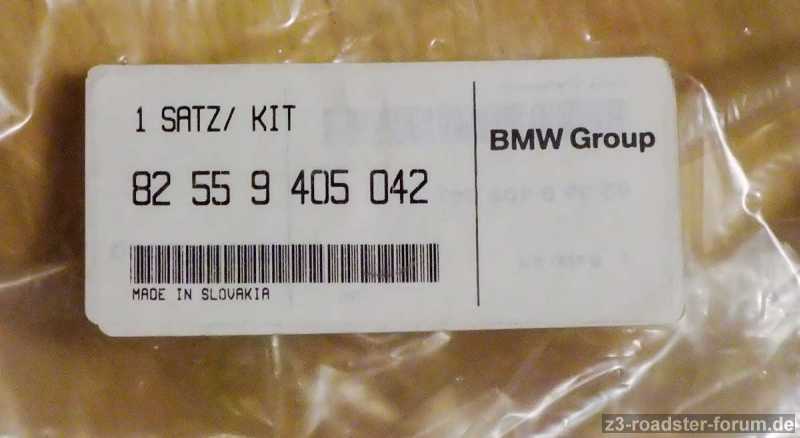 1 SATZ/ KIT
82 55 9 405 042
MADE IN SLOVAKIA
BMW Group
z3-roadster-forum.de